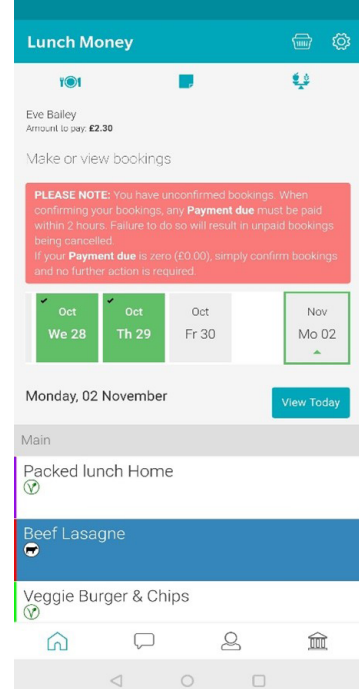 Lunch Money
Eve Bailey
Amount to pay: £2.30
Make or view bookings
PLEASE NOTE: You have unconfirmed bookings. When
confirming your bookings, any Payment due must be paid
within 2 hours. Failure to do so will result in unpaid bookings
being cancelled.
If your Payment due is zero (£0.00), simply confirm bookings
and no further action is required.
Oct
We 28
Oct
Th 29
Oct
Fr 30
Nov
Mo 02
Monday, 02 November
View Today
Main
Packed lunch Home
Beef Lasagne
Veggie Burger & Chips